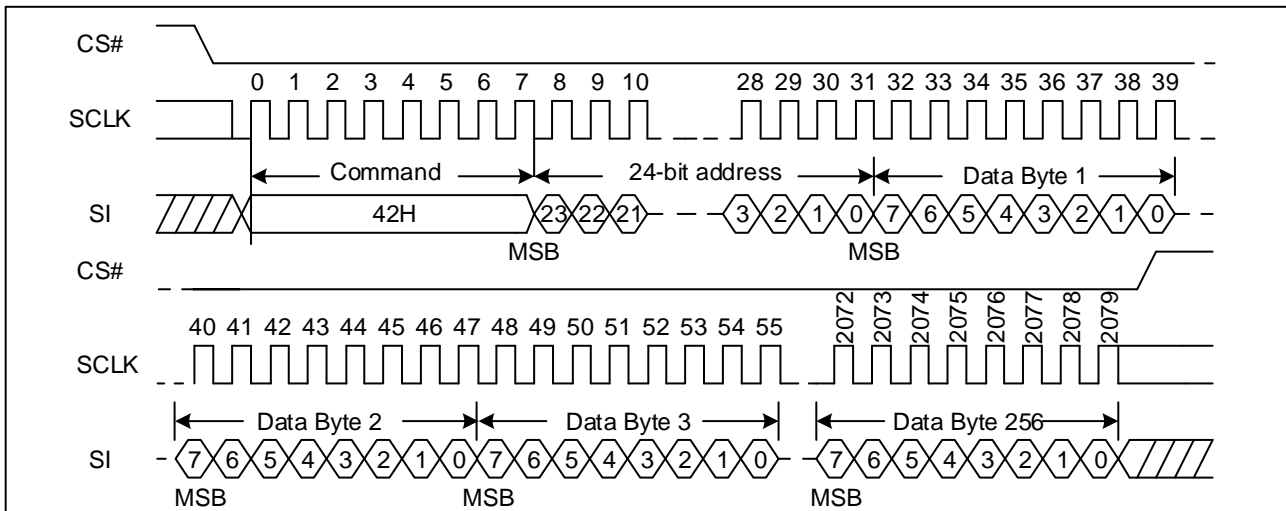 CS#
0 1 2 3 4 5 6 7 8 9 10 28 29 30 31 32 33 34 35 36 37 38 39
SCLK
Command 24-bit address Data Byte 1
SI 42H 23 22 21 3 2 1 0 7 6 5 4 3 2 1 0
MSB MSB
CS#
40 41 42 43 44 45 46 47 48 49 50 51 52 53 54 55 2072 2073 2074 2075 2076 2077 2078 2079
SCLK
Data Byte 2 Data Byte 3 Data Byte 256
SI 7 6 5 4 3 2 1 0 7 6 5 4 3 2 1 0 7 6 5 4 3 2 1 0
MSB MSB MSB